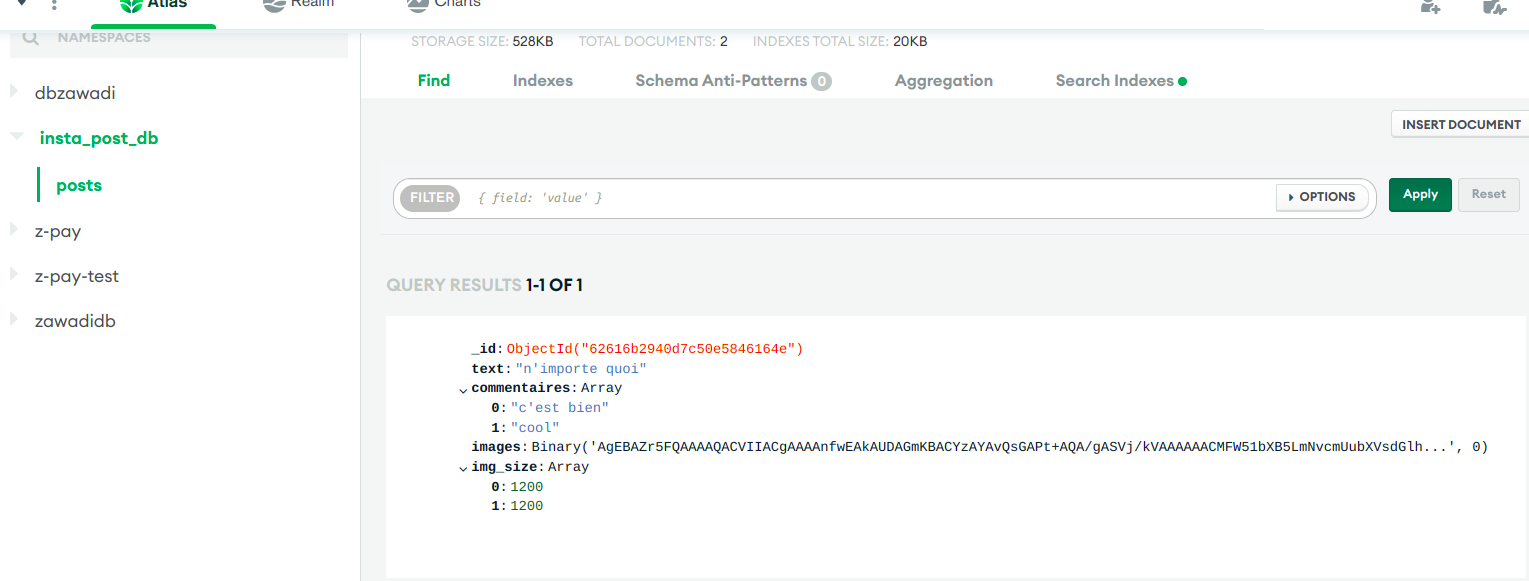 Atlas
Realm
Charts
NAMESPACES
dbzawadi
insta_post_db
posts
z-pay
z-pay-test
zawadidb
STORAGE SIZE: 528KB TOTAL DOCUMENTS: 2 INDEXES TOTAL SIZE: 20KB
Find Indexes Schema Anti-Patterns 0 Aggregation Search Indexes
INSERT DOCUMENT
FILTER { field: 'value' } OPTIONS Apply Reset
QUERY RESULTS 1-1 OF 1
_id: ObjectId("62616b2940d7c50e5846164e")
text: "n'importe quoi"
commentaires: Array
0: "c'est bien"
1: "cool"
images: Binary('AgEBAZr5FQAAAAQACVIIACgAAAAnfwEAkAUDAGmKBACYzAYAvQsGAPt+AQA/gASVj/kVAAAAAACMFW51bXB5LmNvcmUubXVsdGlh...', 0)
img_size: Array
0: 1200
1: 1200